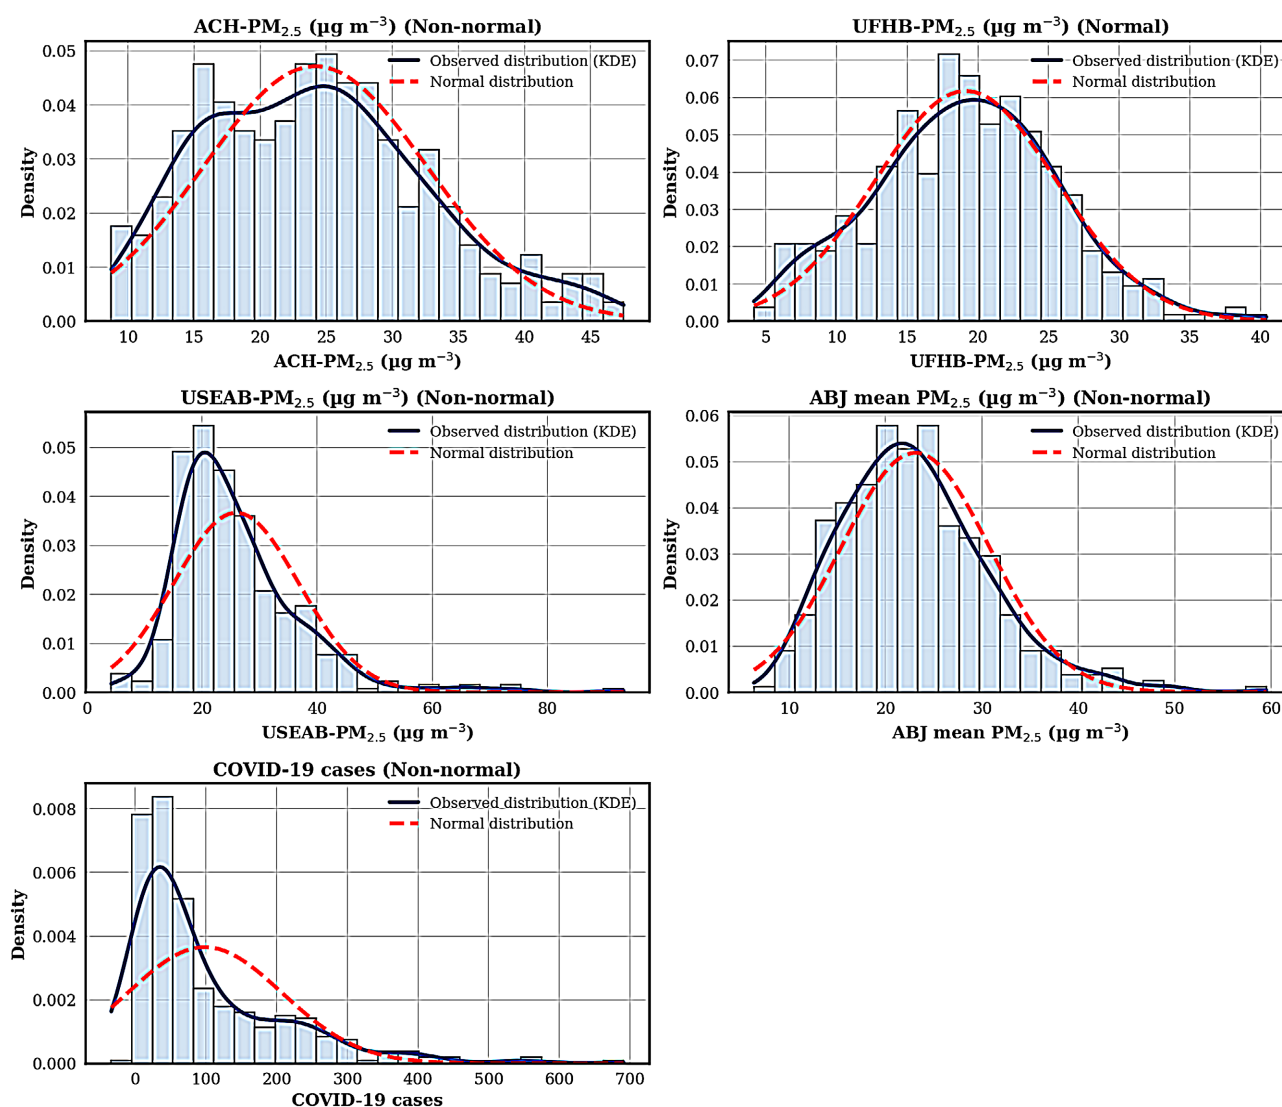 ACH-PM₂.₅ (µg m⁻³) (Non-normal)
0.05
0.04
0.03
0.02
0.01
0.00
Density
Observed distribution (KDE)
Normal distribution
10 15 20 25 30 35 40 45
ACH-PM₂.₅ (µg m⁻³)
UFHB-PM₂.₅ (µg m⁻³) (Normal)
0.07
0.06
0.05
0.04
0.03
0.02
0.01
0.00
Density
Observed distribution (KDE)
Normal distribution
5 10 15 20 25 30 35 40
UFHB-PM₂.₅ (µg m⁻³)
USEAB-PM₂.₅ (µg m⁻³) (Non-normal)
0.05
0.04
0.03
0.02
0.01
0.00
Density
Observed distribution (KDE)
Normal distribution
0 20 40 60 80
USEAB-PM₂.₅ (µg m⁻³)
ABJ mean PM₂.₅ (µg m⁻³) (Non-normal)
0.06
0.05
0.04
0.03
0.02
0.01
0.00
Density
Observed distribution (KDE)
Normal distribution
10 20 30 40 50 60
ABJ mean PM₂.₅ (µg m⁻³)
COVID-19 cases (Non-normal)
0.008
0.006
0.004
0.002
0.000
Density
Observed distribution (KDE)
Normal distribution
0 100 200 300 400 500 600 700
COVID-19 cases